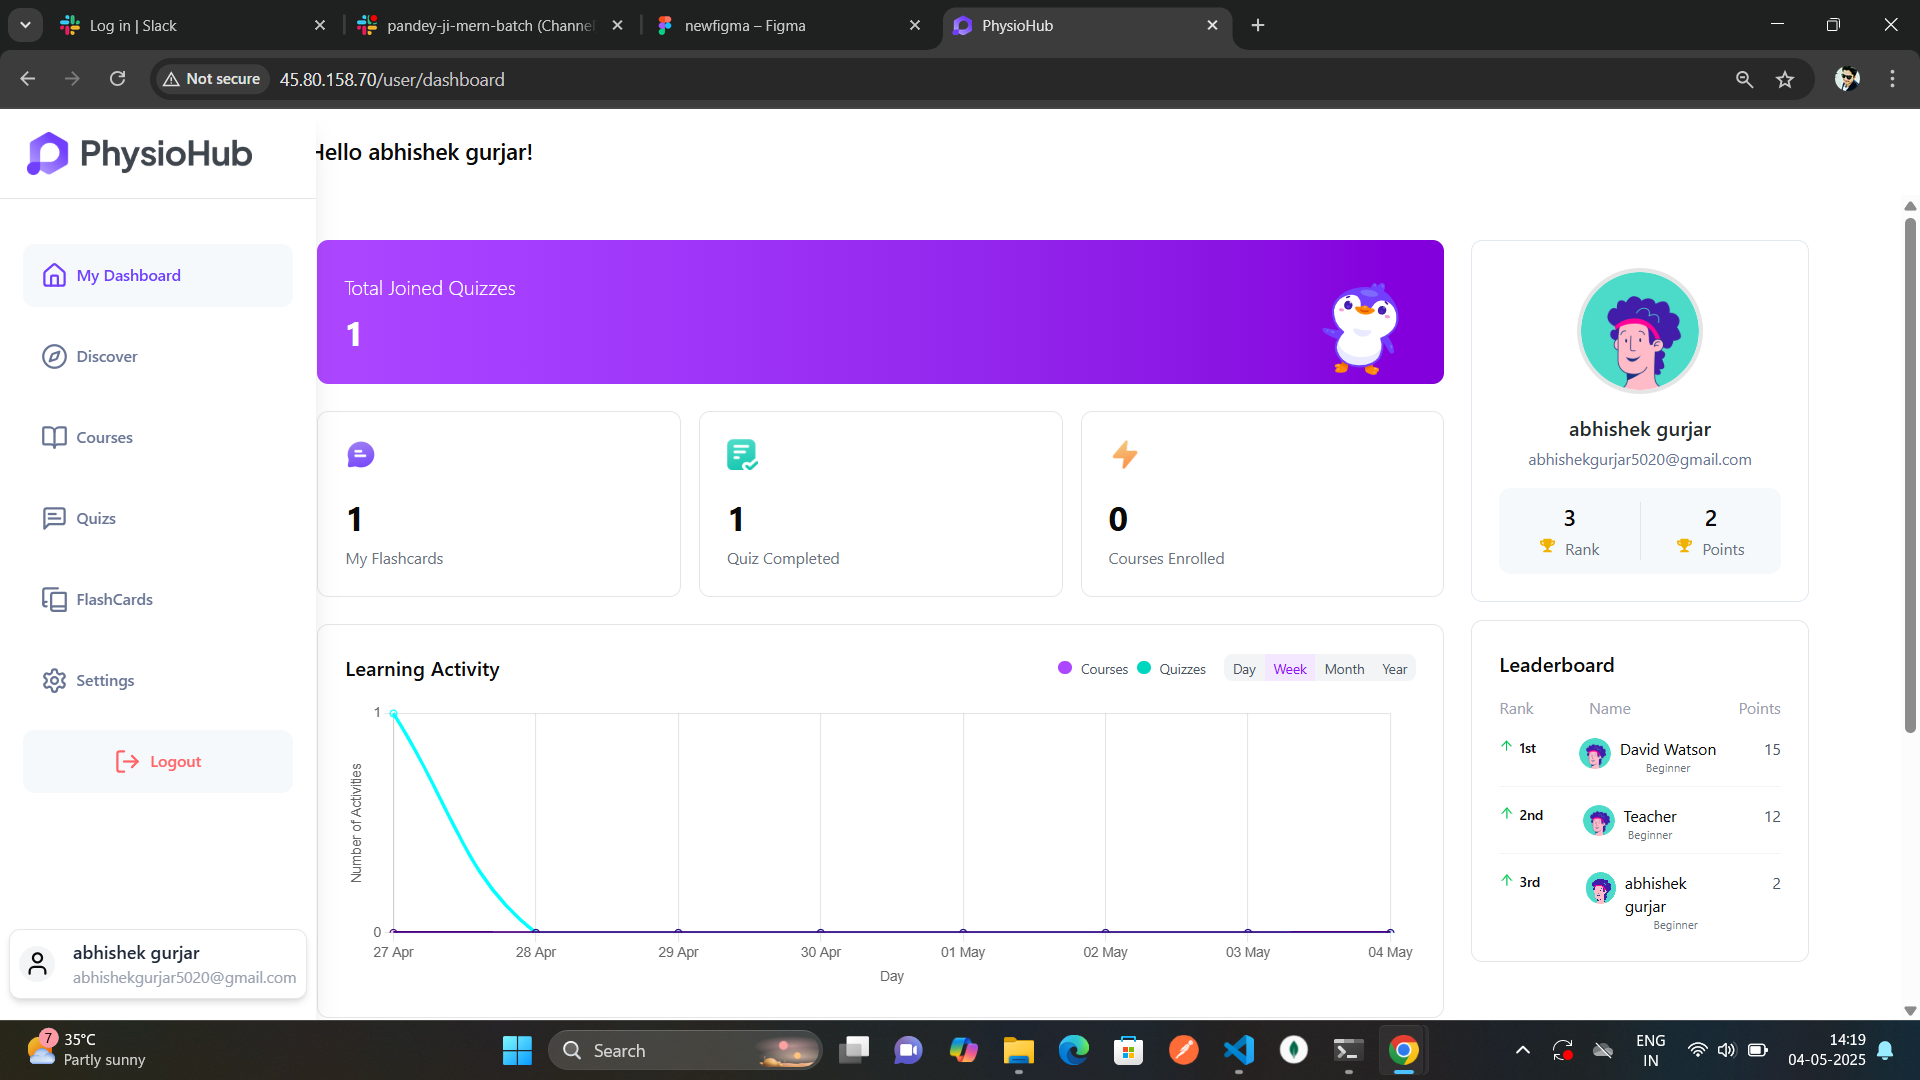 Log in | Slack
pandey-ji-mern-batch (Channe
newfigma – Figma
PhysioHub
Not secure
45.80.158.70/user/dashboard
PhysioHub
Hello abhishek gurjar!
My Dashboard
Discover
Courses
Quizs
FlashCards
Settings
Logout
abhishek gurjar
abhishekgurjar5020@gmail.com
Total Joined Quizzes
1
1
My Flashcards
1
Quiz Completed
0
Courses Enrolled
Learning Activity
Courses Quizzes
Day Week Month Year
1
Number of Activities
0
27 Apr 28 Apr 29 Apr 30 Apr 01 May 02 May 03 May 04 May
Day
abhishek gurjar
abhishekgurjar5020@gmail.com
3 2
Rank Points
Leaderboard
Rank Name Points
1st David Watson 15
Beginner
2nd Teacher 12
Beginner
3rd abhishek 2
gurjar
Beginner
7
35°C
Partly sunny
Search
ENG
IN
14:19
04-05-2025